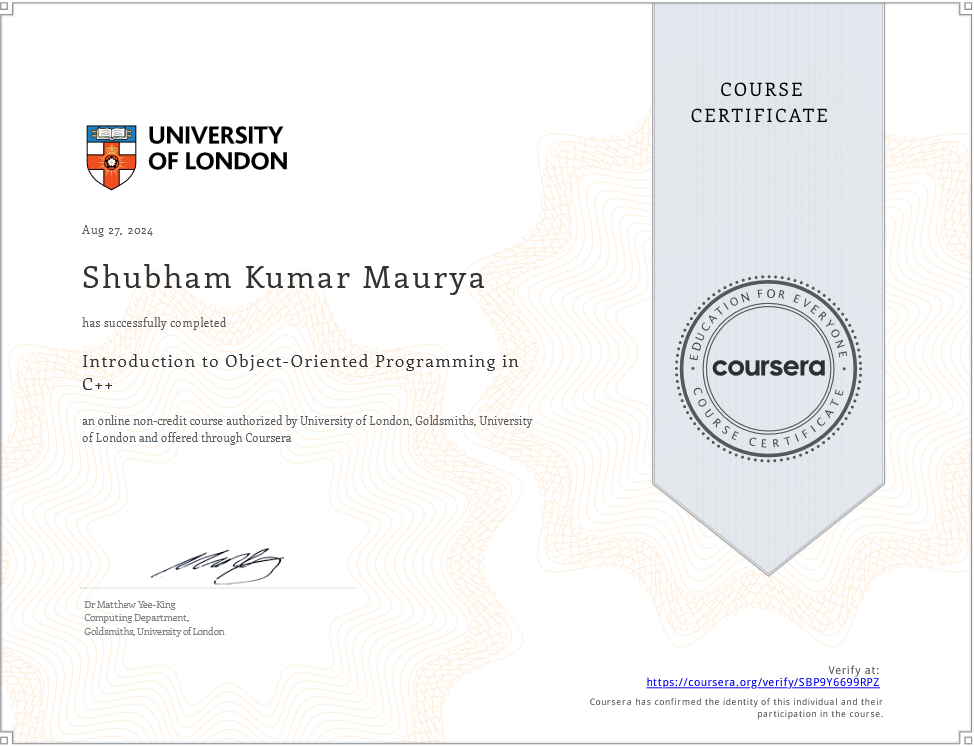 COURSE
CERTIFICATE
UNIVERSITY
OF LONDON
Aug 27, 2024
Shubham Kumar Maurya
has successfully completed
Introduction to Object-Oriented Programming in
C++
an online non-credit course authorized by University of London, Goldsmiths, University
of London and offered through Coursera
EDUCATION FOR EVERYONE
coursera
COURSE CERTIFICATE
Dr Matthew Yee-King
Computing Department,
Goldsmiths, University of London
Verify at:
https://coursera.org/verify/SBP9Y6699RPZ
Coursera has confirmed the identity of this individual and their
participation in the course.